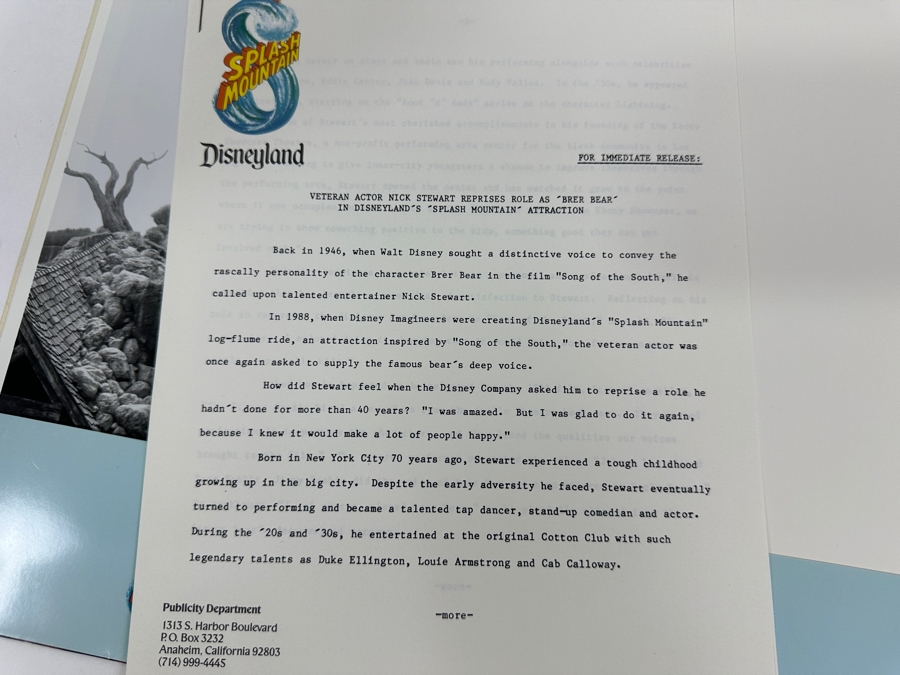 SPLASH
MOUNTAIN
Disneyland
FOR IMMEDIATE RELEASE:
VETERAN ACTOR NICK STEWART REPRISES ROLE AS ˝BRER BEAR˝
IN DISNEYLAND´S ˝SPLASH MOUNTAIN˝ ATTRACTION
Back in 1946, when Walt Disney sought a distinctive voice to convey the
rascally personality of the character Brer Bear in the film "Song of the South," he
called upon talented entertainer Nick Stewart.
In 1988, when Disney Imagineers were creating Disneyland´s "Splash Mountain"
log-flume ride, an attraction inspired by "Song of the South," the veteran actor was
once again asked to supply the famous bear´s deep voice.
How did Stewart feel when the Disney Company asked him to reprise a role he
hadn´t done for more than 40 years? "I was amazed. But I was glad to do it again,
because I knew it would make a lot of people happy."
Born in New York City 70 years ago, Stewart experienced a tough childhood
growing up in the big city. Despite the early adversity he faced, Stewart eventually
turned to performing and became a talented tap dancer, stand-up comedian and actor.
During the ´20s and ´30s, he entertained at the original Cotton Club with such
legendary talents as Duke Ellington, Louie Armstrong and Cab Calloway.
-more-
Publicity Department
1313 S. Harbor Boulevard
P.O. Box 3232
Anaheim, California 92803
(714) 999-4445